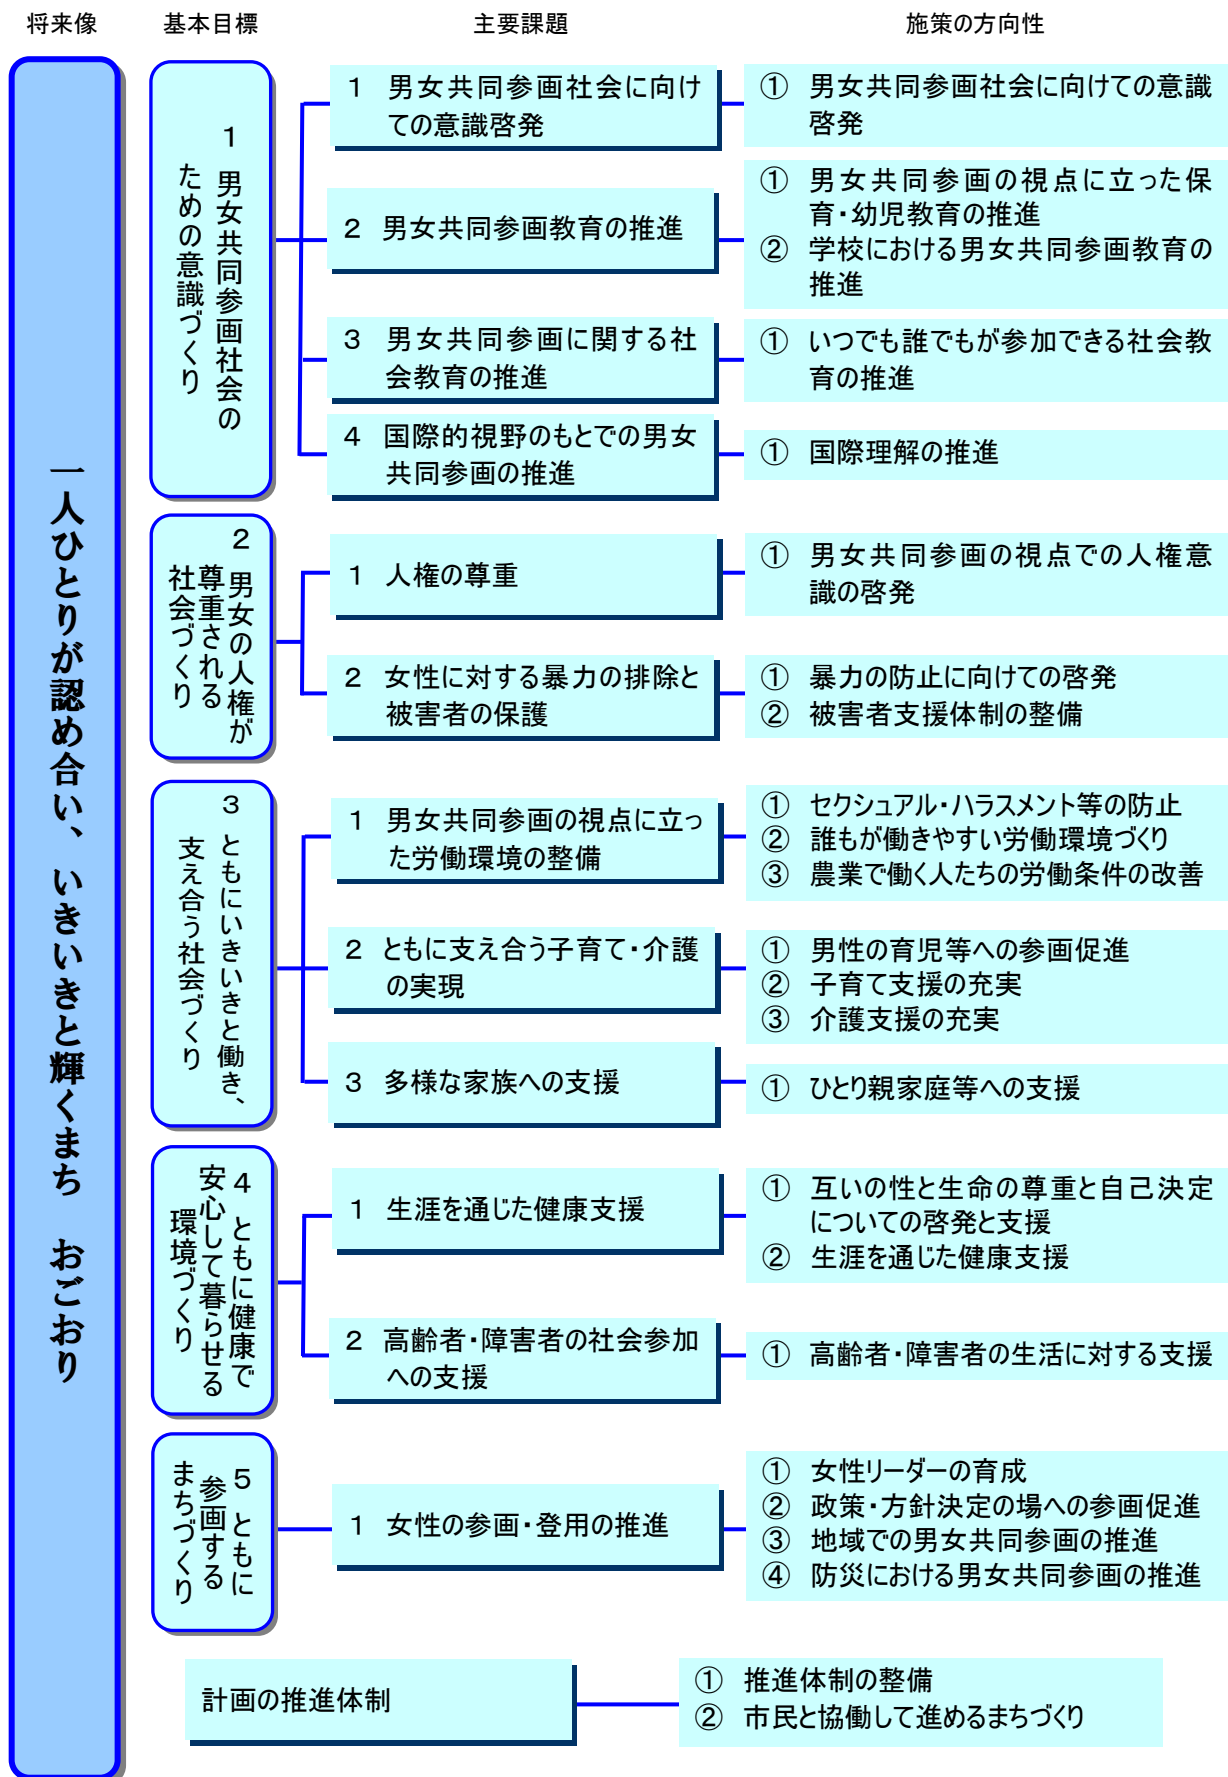 将来像
基本目標
主要課題
施策の方向性
一人ひとりが認め合い、いきいきと輝くまち　おごおり
1　男女共同参画社会の
ための意識づくり
1　男女共同参画社会に向け
ての意識啓発
①　男女共同参画社会に向けての意識
啓発
2　男女共同参画教育の推進
①　男女共同参画の視点に立った保
育・幼児教育の推進
②　学校における男女共同参画教育の
推進
3　男女共同参画に関する社
会教育の推進
①　いつでも誰でもが参加できる社会教
育の推進
4　国際的視野のもとでの男女
共同参画の推進
①　国際理解の推進
2　男女の人権が
尊重される
社会づくり
1　人権の尊重
①　男女共同参画の視点での人権意
識の啓発
2　女性に対する暴力の排除と
被害者の保護
①　暴力の防止に向けての啓発
②　被害者支援体制の整備
3　ともにいきいきと働き、
支え合う社会づくり
1　男女共同参画の視点に立っ
た労働環境の整備
①　セクシュアル・ハラスメント等の防止
②　誰もが働きやすい労働環境づくり
③　農業で働く人たちの労働条件の改善
2　ともに支え合う子育て・介護
の実現
①　男性の育児等への参画促進
②　子育て支援の充実
③　介護支援の充実
3　多様な家族への支援
①　ひとり親家庭等への支援
4　ともに健康で
安心して暮らせる
環境づくり
1　生涯を通じた健康支援
①　互いの性と生命の尊重と自己決定
についての啓発と支援
②　生涯を通じた健康支援
2　高齢者・障害者の社会参加
への支援
①　高齢者・障害者の生活に対する支援
5　ともに
参画する
まちづくり
1　女性の参画・登用の推進
①　女性リーダーの育成
②　政策・方針決定の場への参画促進
③　地域での男女共同参画の推進
④　防災における男女共同参画の推進
計画の推進体制
①　推進体制の整備
②　市民と協働して進めるまちづくり